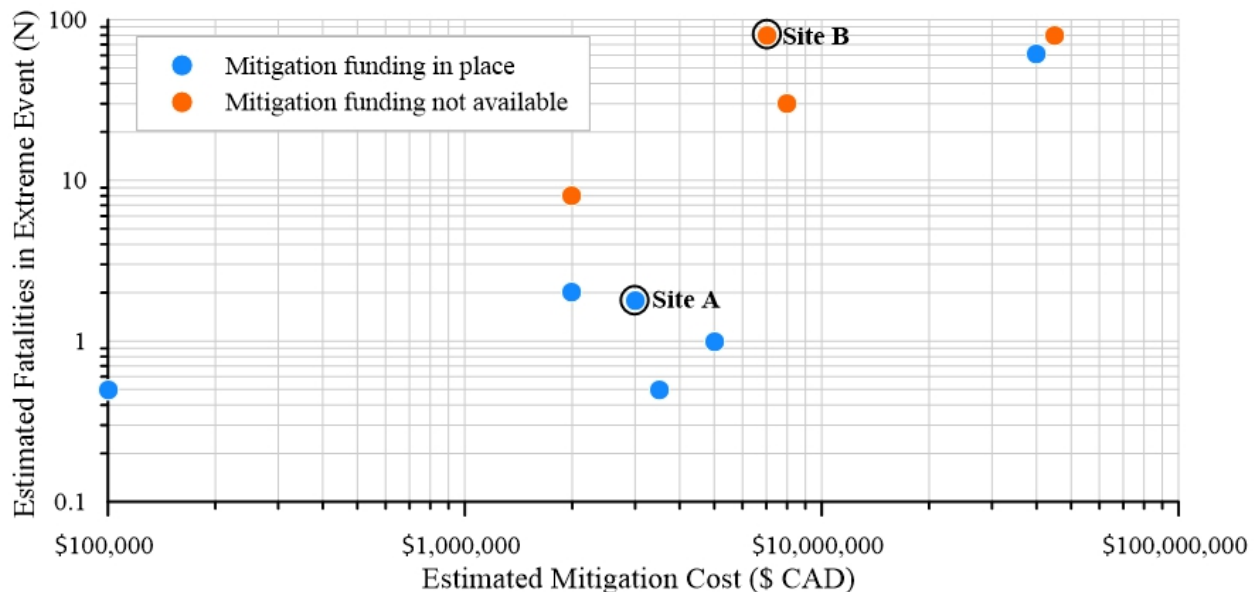 Estimated Fatalities in Extreme Event (N)
100
10
1
0.1
Mitigation funding in place
Mitigation funding not available
Site B
Site A
$100,000
$1,000,000
$10,000,000
$100,000,000
Estimated Mitigation Cost ($ CAD)